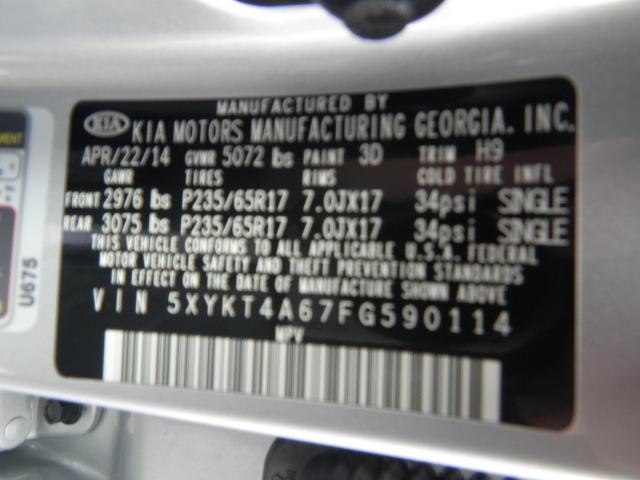 MANUFACTURED BY
KIA KIA MOTORS MANUFACTURING GEORGIA, INC.
APR/22/14 GVWR 5072 lbs PAINT 3D TRIM H9
GAWR TIRES RIMS COLD TIRE INFL
FRONT 2976 lbs P235/65R17 7.0JX17 34psi SINGLE
REAR 3075 lbs P235/65R17 7.0JX17 34psi SINGLE
THIS VEHICLE CONFORMS TO ALL APPLICABLE U.S.A. FEDERAL
MOTOR VEHICLE SAFETY AND THEFT PREVENTION STANDARDS
IN EFFECT ON THE DATE OF MANUFACTURE SHOWN ABOVE
VIN 5XYKT4A67FG590114
MPV
U675